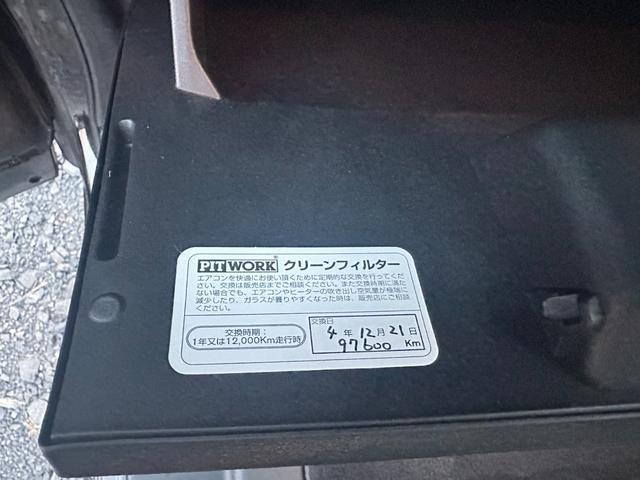 PITWORK クリーンフィルター
エアコンを快適にお使い頂くために定期的な交換を行ってくだ
さい。交換は販売店までご相談ください。また交換時期に満た
ない場合でも、エアコンやヒーターの吹き出し空気量が極端に
減少したり、ガラスが曇りやすくなった時は、販売店にご相談
ください。
交換時期：
1年又は12,000Km走行時
交換日
4年12月21日
97600 Km